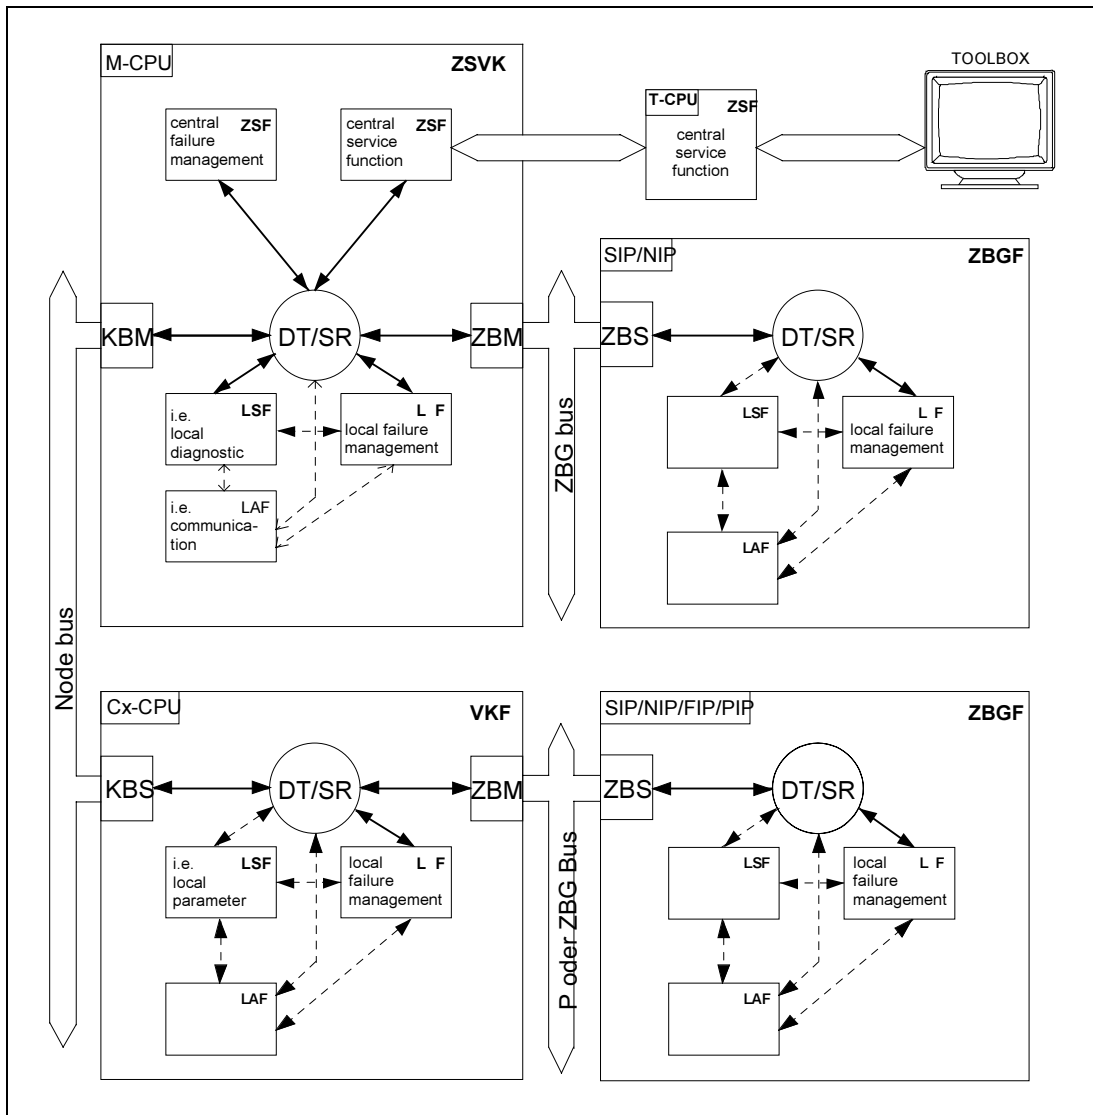 M-CPU
ZSVK
central
failure
management
ZSF
central
service
function
ZSF
T-CPU
ZSF
central
service
function
TOOLBOX
KBM
DT/SR
ZBM
i.e.
local
diagnostic
LSF
L F
local failure
management
i.e.
communica-
tion
LAF
Node bus
ZBG bus
SIP/NIP
ZBGF
ZBS
DT/SR
LSF
L F
local failure
management
LAF
Cx-CPU
VKF
KBS
DT/SR
ZBM
i.e.
local
parameter
LSF
local
failure
management
L F
LAF
P oder ZBG Bus
SIP/NIP/FIP/PIP
ZBGF
ZBS
DT/SR
LSF
local
failure
management
L F
LAF